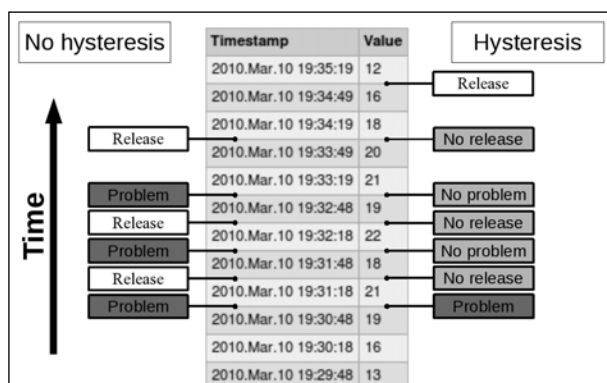 No hysteresis
Timestamp Value
Hysteresis
2010.Mar.10 19:35:19 12
Release
2010.Mar.10 19:34:49 16
2010.Mar.10 19:34:19 18
Release
No release
2010.Mar.10 19:33:49 20
2010.Mar.10 19:33:19 21
Problem
No problem
2010.Mar.10 19:32:48 19
Release
No release
2010.Mar.10 19:32:18 22
Problem
No problem
2010.Mar.10 19:31:48 18
Release
No release
2010.Mar.10 19:31:18 21
Problem
Problem
2010.Mar.10 19:30:48 19
2010.Mar.10 19:30:18 16
2010.Mar.10 19:29:48 13
Time